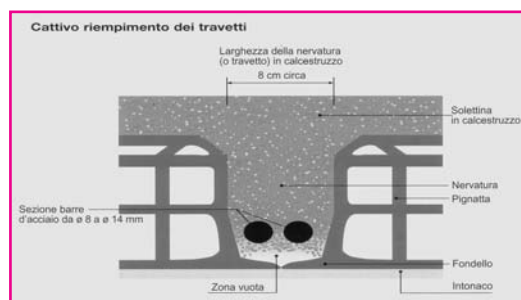 Cattivo riempimento dei travetti
Larghezza della nervatura
(o travetto) in calcestruzzo
8 cm circa
Solettina
in calcestruzzo
Nervatura
Pignatta
Sezione barre
d'acciaio da ø 8 a ø 14 mm
Fondello
Zona vuota
Intonaco